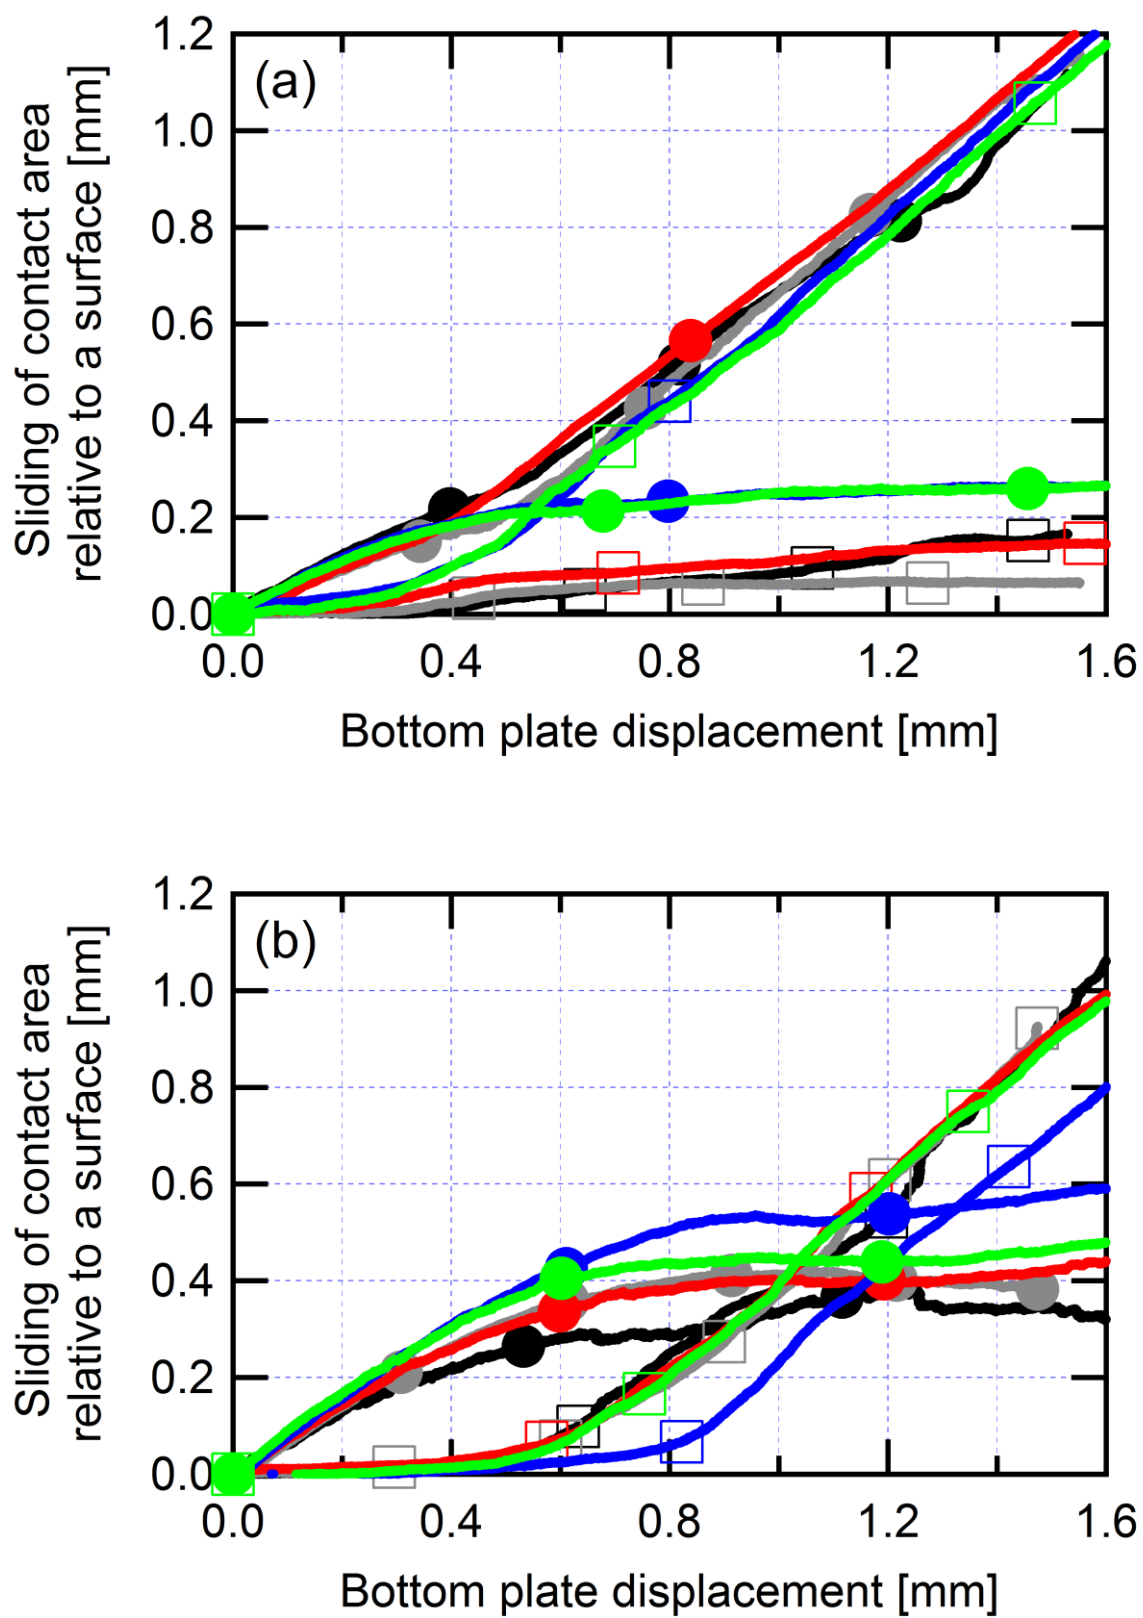 (a)
1.2
1.0
0.8
0.6
0.4
0.2
0.0
Sliding of contact area
relative to a surface [mm]
0.0 0.4 0.8 1.2 1.6
Bottom plate displacement [mm]
(b)
1.2
1.0
0.8
0.6
0.4
0.2
0.0
Sliding of contact area
relative to a surface [mm]
0.0 0.4 0.8 1.2 1.6
Bottom plate displacement [mm]